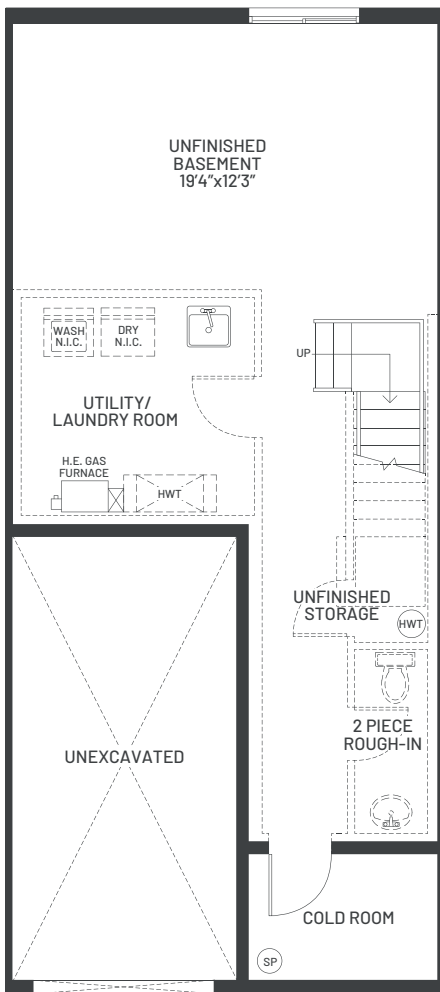 UNFINISHED
BASEMENT
19'4"x12'3"
WASH
N.I.C.
DRY
N.I.C.
UP
UTILITY/
LAUNDRY ROOM
H.E. GAS
FURNACE
HWT
UNFINISHED
STORAGE
HWT
2 PIECE
ROUGH-IN
UNEXCAVATED
COLD ROOM
SP